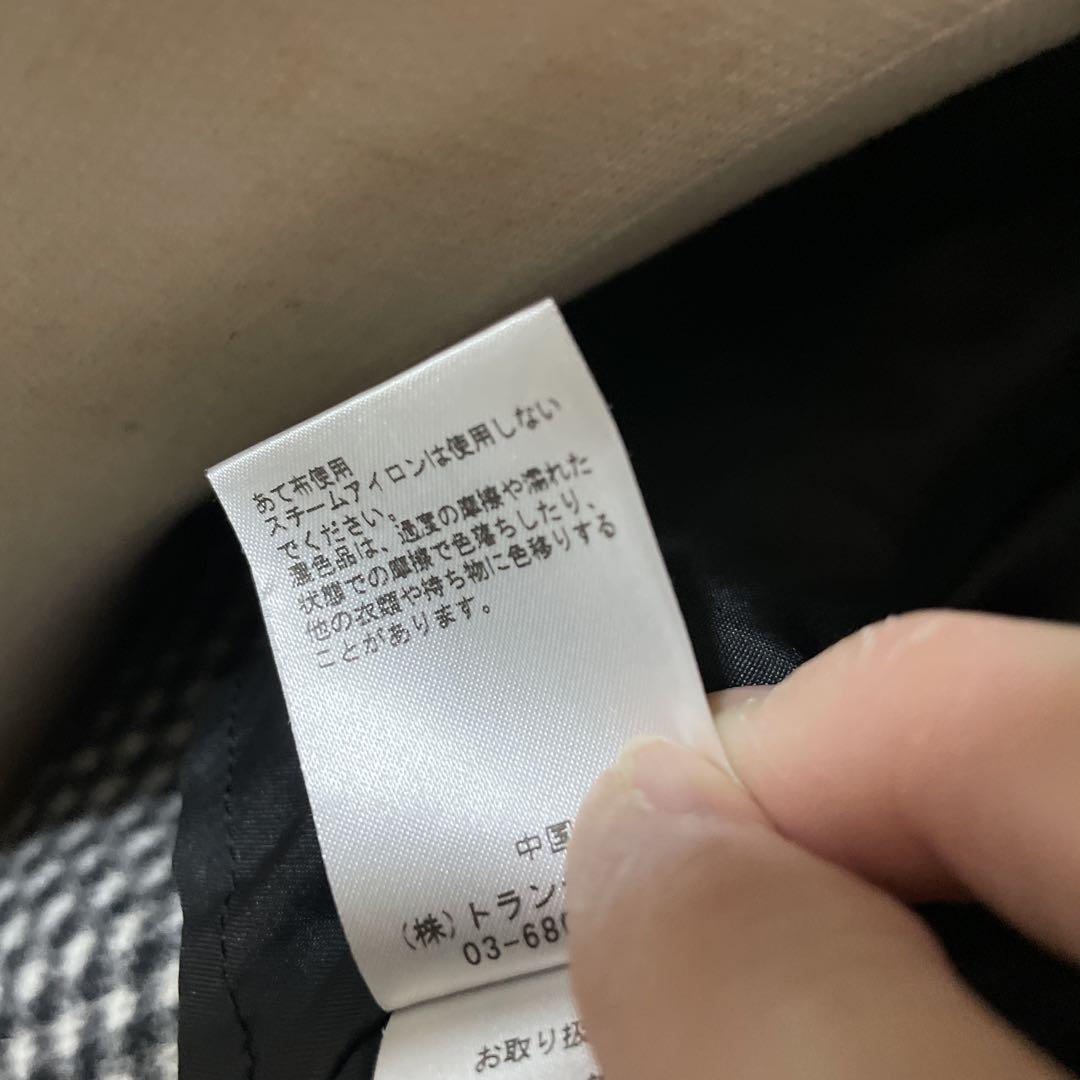 あて布使用
スチームアイロンは使用しない
でください。
濃色品は、過度の摩擦や濡れた
状態での摩擦で色落ちしたり、
他の衣類や持ち物に色移りする
ことがあります。
中国
(株)トラン
03-680
お取り扱